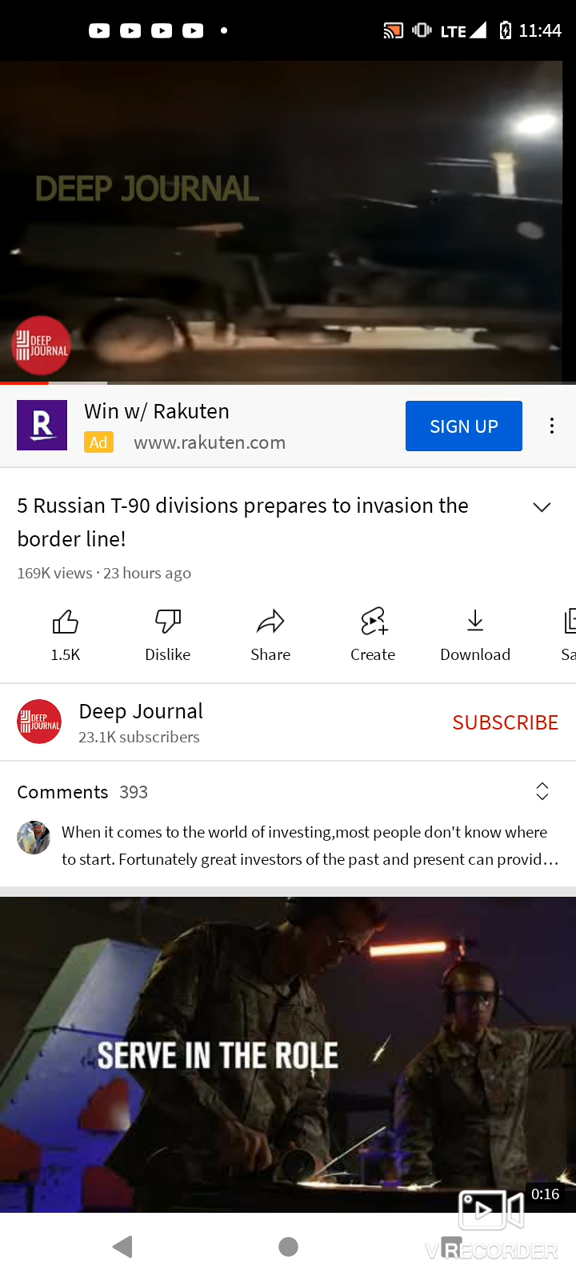 LTE 11:44
DEEP JOURNAL
DEEP
JOURNAL
R
Win w/ Rakuten
Ad www.rakuten.com
SIGN UP
5 Russian T-90 divisions prepares to invasion the
border line!
169K views · 23 hours ago
1.5K Dislike Share Create Download Sa
DEEP
JOURNAL
Deep Journal
23.1K subscribers
SUBSCRIBE
Comments 393
When it comes to the world of investing,most people don't know where
to start. Fortunately great investors of the past and present can provid…
SERVE IN THE ROLE
0:16
V RECORDER